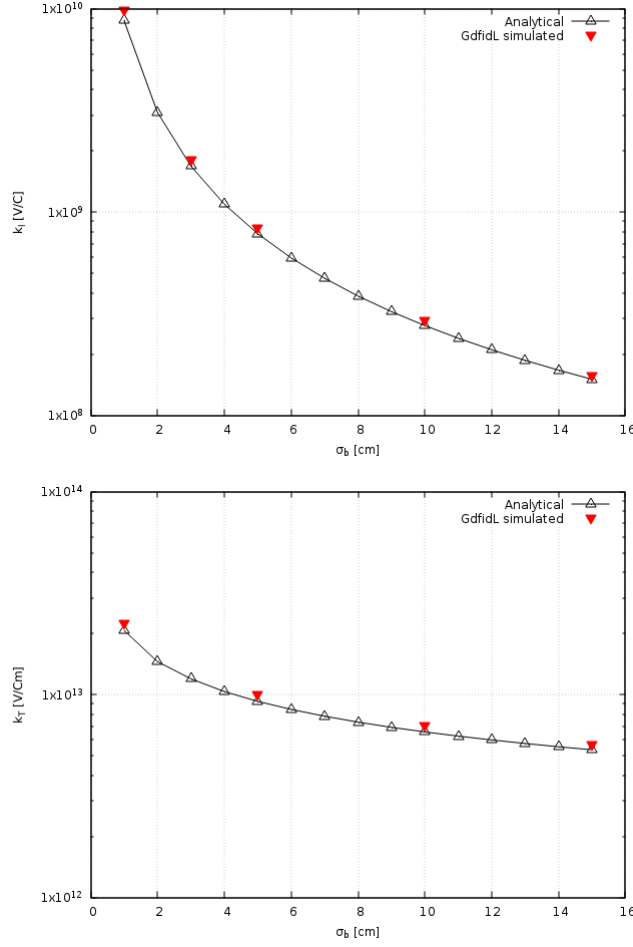 1x10^10
Analytical
GdfidL simulated
1x10^9
k_l [V/C]
1x10^8
0 2 4 6 8 10 12 14 16
σ_b [cm]
1x10^14
Analytical
GdfidL simulated
1x10^13
k_T [V/Cm]
1x10^12
0 2 4 6 8 10 12 14 16
σ_b [cm]